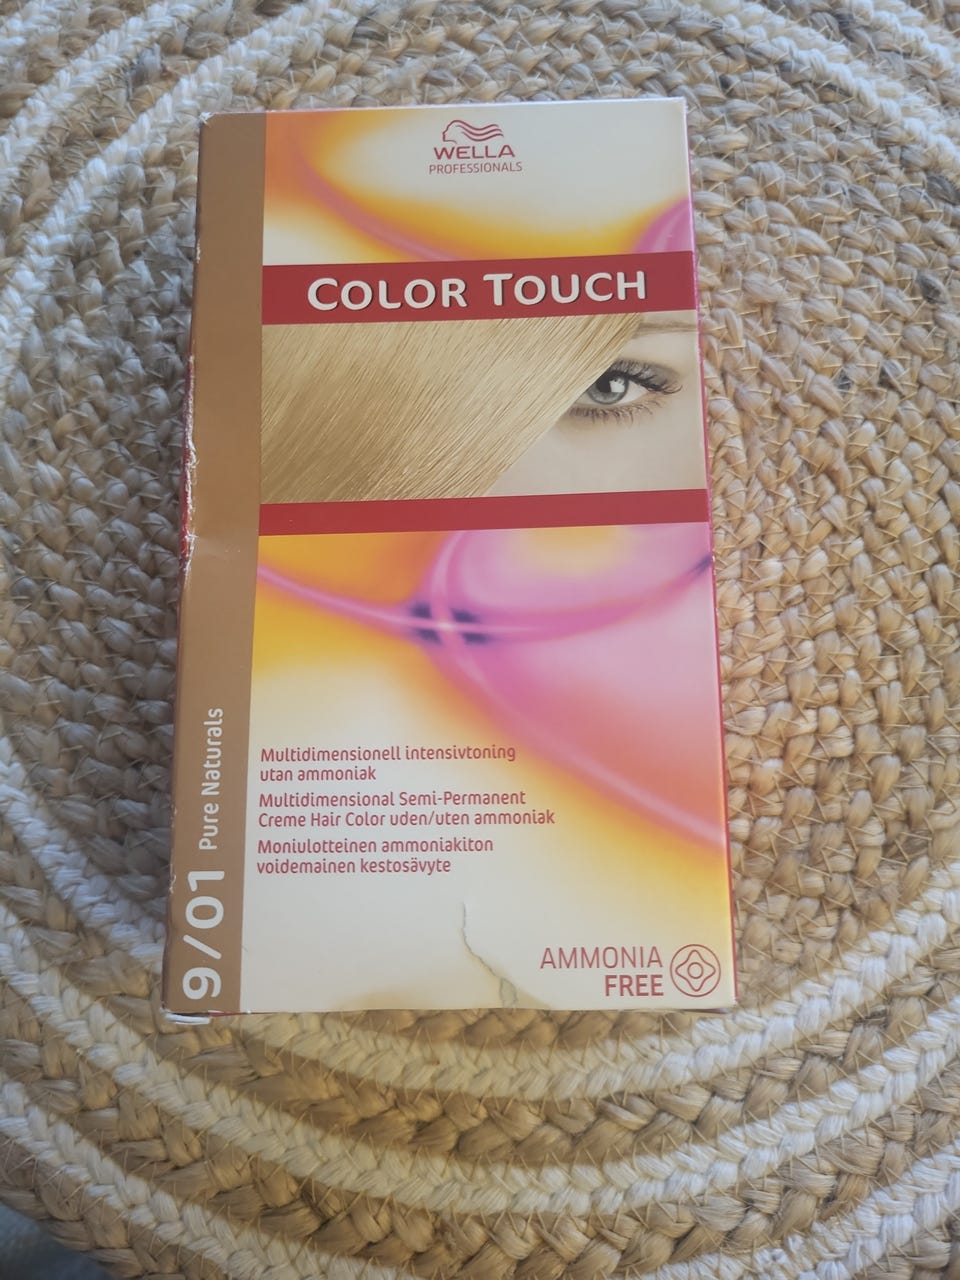 WELLA
PROFESSIONALS
COLOR TOUCH
Multidimensionell intensivtoning
utan ammoniak
Multidimensional Semi-Permanent
Creme Hair Color uden/uten ammoniak
Moniulotteinen ammoniakiton
voidemainen kestosävyte
AMMONIA
FREE
9/01 Pure Naturals